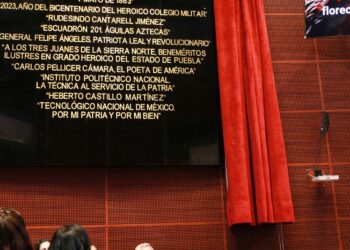 Y MAYO DE 1863"
"2023, AÑO DEL BICENTENARIO DEL HEROICO COLEGIO MILITAR"
"RUDESINDO CANTARELL JIMÉNEZ"
"ESCUADRÓN 201, ÁGUILAS AZTECAS"
GENERAL FELIPE ÁNGELES, PATRIOTA LEAL Y REVOLUCIONARIO"
"A LOS TRES JUANES DE LA SIERRA NORTE, BENEMÉRITOS
ILUSTRES EN GRADO HEROICO DEL ESTADO DE PUEBLA"
"CARLOS PELLICER CÁMARA, EL POETA DE AMÉRICA"
"INSTITUTO POLITÉCNICO NACIONAL.
LA TÉCNICA AL SERVICIO DE LA PATRIA"
"HEBERTO CASTILLO MARTÍNEZ"
"TECNOLÓGICO NACIONAL DE MÉXICO.
POR MI PATRIA Y POR MI BIEN"
florec